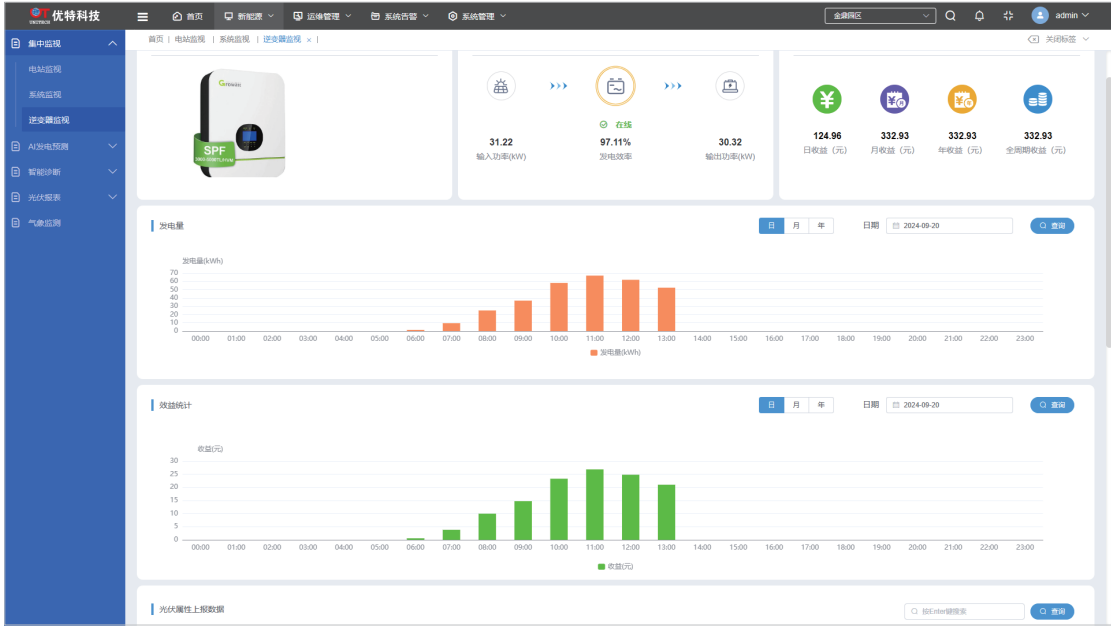 优特科技
首页 新能源 运维管理 系统告警 系统管理 金鼎园区 admin
集中监视
首页 | 电站监视 | 系统监视 | 逆变器监视 × | 关闭标签
电站监视
系统监视
逆变器监视
AI发电预测
智能诊断
光伏报表
气象监测
Growatt
SPF
在线
31.22 97.11% 30.32
输入功率(KW) 发电效率 输出功率(KW)
124.96 332.93 332.93 332.93
日收益（元） 月收益（元） 年收益（元） 全周期收益（元）
发电量 日 月 年 日期 2024-09-20 查询
发电量(kWh)
70
60
50
40
30
20
10
0
00:00 01:00 02:00 03:00 04:00 05:00 06:00 07:00 08:00 09:00 10:00 11:00 12:00 13:00 14:00 15:00 16:00 17:00 18:00 19:00 20:00 21:00 22:00 23:00
发电量(kWh)
效益统计 日 月 年 日期 2024-09-20 查询
收益(元)
30
25
20
15
10
5
0
00:00 01:00 02:00 03:00 04:00 05:00 06:00 07:00 08:00 09:00 10:00 11:00 12:00 13:00 14:00 15:00 16:00 17:00 18:00 19:00 20:00 21:00 22:00 23:00
收益(元)
光伏属性上报数据 按Enter键搜索 查询